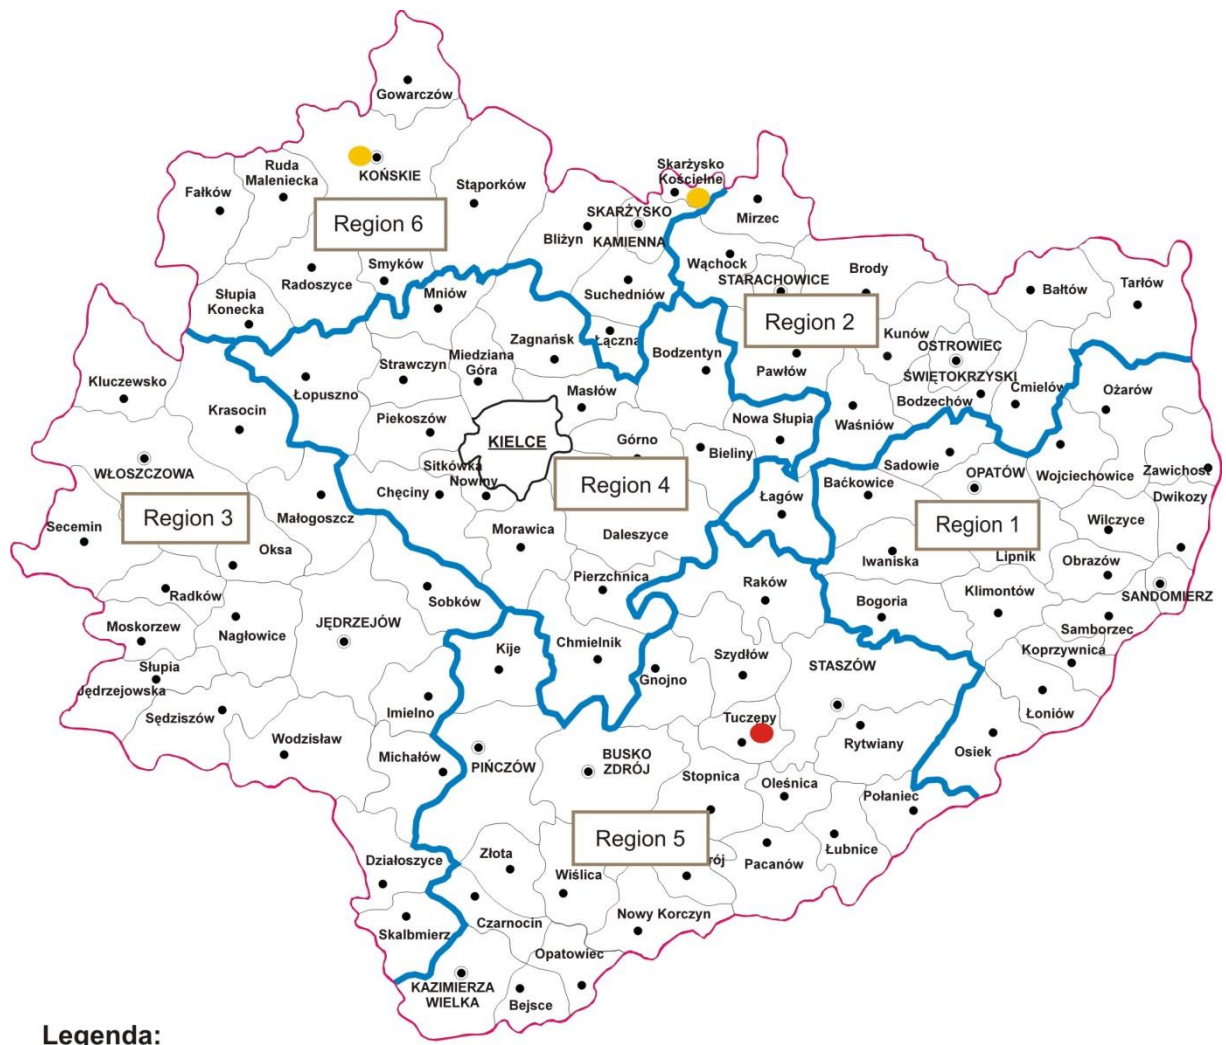 Gowarczów
Skarżysko
Kościelne
Ruda
Maleniecka
KOŃSKIE
Stąporków
Fałków
Mirzec
SKARŻYSKO
KAMIENNA
Region 6
Bliżyn
Wąchock
STARACHOWICE
Brody
Smyków
Radoszyce
Mniów
Suchedniów
Bałtów
Tarłów
Słupia
Konecka
Region 2
Łączna
Zagnańsk
Kunów
OSTROWIEC
ŚWIĘTOKRZYSKI
Bodzentyn
Miedziana
Góra
Strawczyn
Pawłów
Kluczewsko
Łopuszno
Masłów
Bodzechów
Ćmielów
Ożarów
Krasocin
Piekoszów
Nowa Słupia
Waśniów
KIELCE
Górno
Bieliny
Sadowie
OPATÓW
Wojciechowice
Zawichost
WŁOSZCZOWA
Sitkówka
Nowiny
Chęciny
Region 4
Łagów
Baćkowice
Dwikozy
Region 3
Małogoszcz
Region 1
Wilczyce
Secemin
Morawica
Daleszyce
Oksa
Iwaniska
Lipnik
Obrazów
Pierzchnica
Raków
Radków
Sobków
Bogoria
Klimontów
SANDOMIERZ
Moskorzew
Nagłowice
JĘDRZEJÓW
Samborzec
Kije
Chmielnik
Szydłów
STASZÓW
Koprzywnica
Słupia
Jędrzejowska
Gnojno
Sędziszów
Imielno
Tuczępy
Łoniów
Wodzisław
Michałów
PIŃCZÓW
BUSKO
ZDRÓJ
Rytwiany
Osiek
Stopnica
Oleśnica
Połaniec
Region 5
Działoszyce
Złota
Wiślica
rój
Pacanów
Łubnice
Skalbmierz
Czarnocin
Nowy Korczyn
Opatowiec
KAZIMIERZA
WIELKA
Bejsce
Legenda: